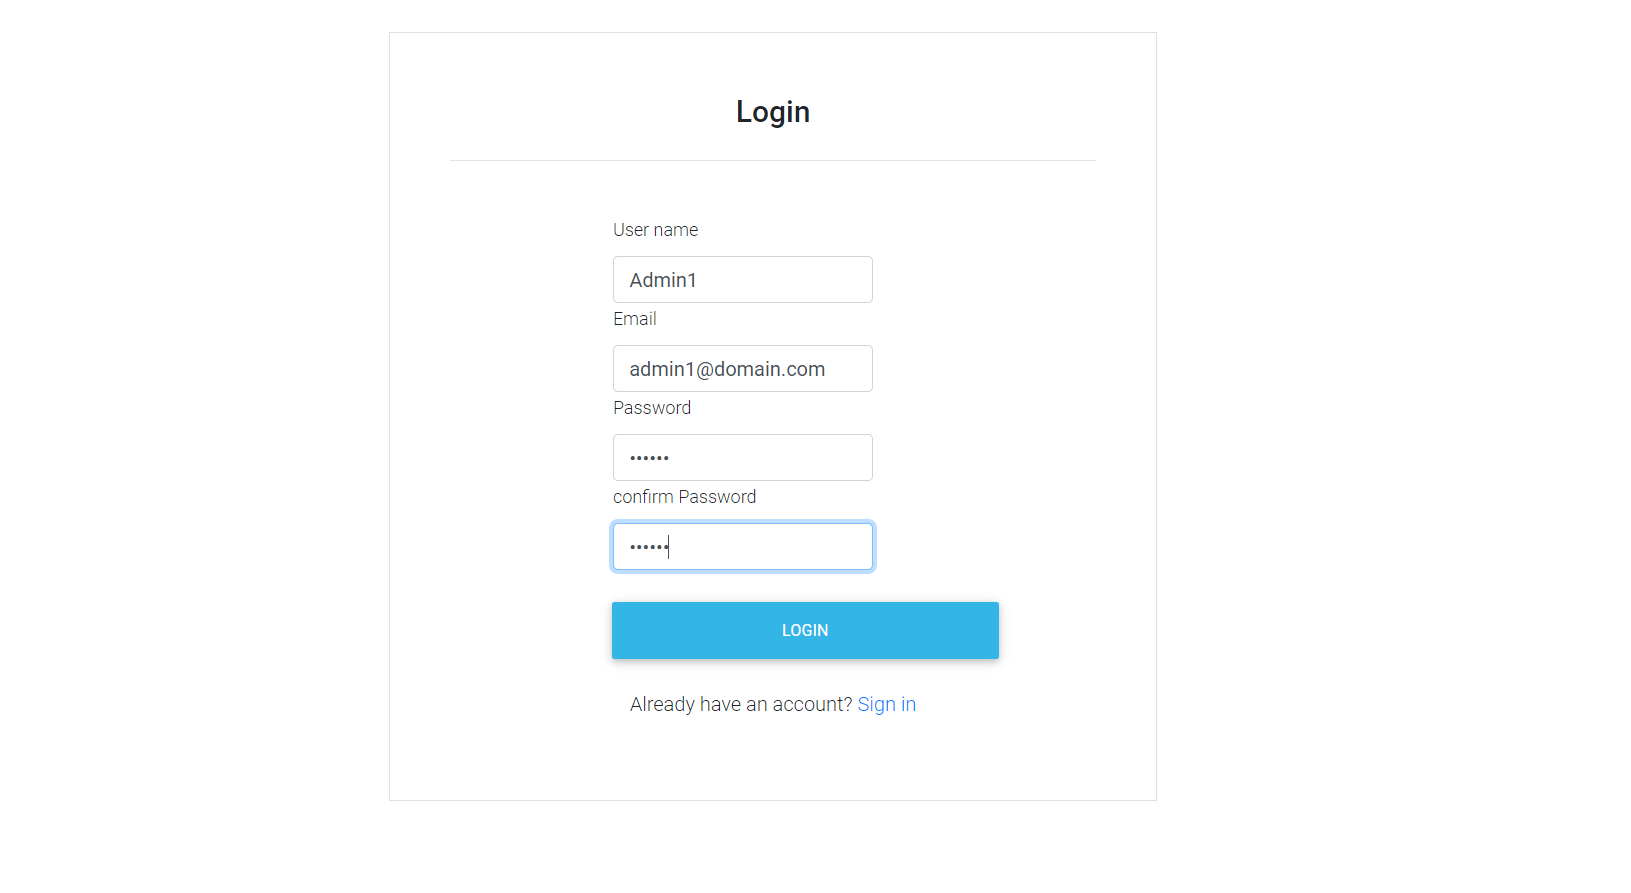 Login
User name
Admin1
Email
admin1@domain.com
Password
••••••
confirm Password
••••••
LOGIN
Already have an account? Sign in